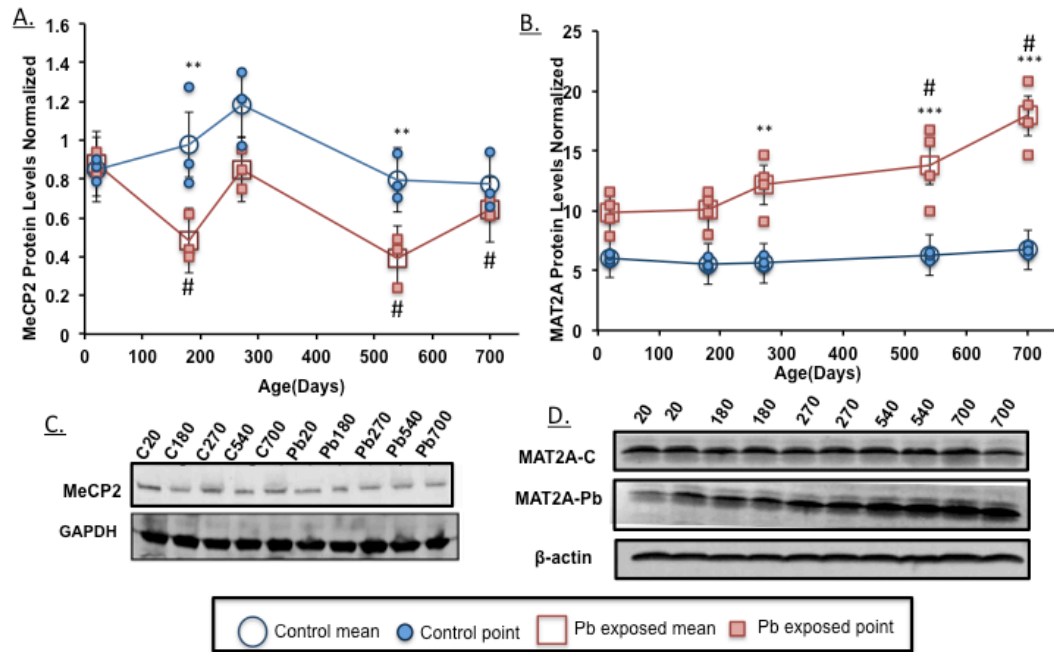 A.
MeCP2 Protein Levels Normalized
1.6
1.4
1.2
1
0.8
0.6
0.4
0.2
0
**
**
#
#
#
0 100 200 300 400 500 600 700
Age(Days)
B.
MAT2A Protein Levels Normalized
25
20
15
10
5
0
**
#
***
#
***
0 100 200 300 400 500 600 700
Age(Days)
C.
C20 C180 C270 C540 C700 Pb20 Pb180 Pb270 Pb540 Pb700
MeCP2
GAPDH
D.
20 20 180 180 270 270 540 540 700 700
MAT2A-C
MAT2A-Pb
β-actin
Control mean Control point Pb exposed mean Pb exposed point